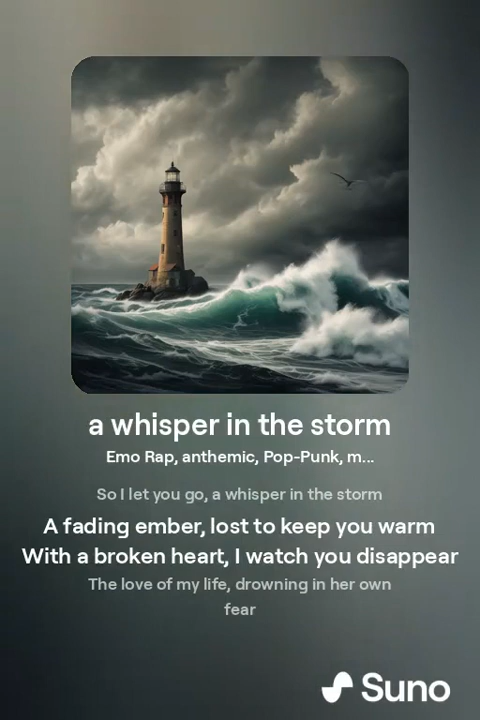 a whisper in the storm
Emo Rap, anthemic, Pop-Punk, m...
So I let you go, a whisper in the storm
A fading ember, lost to keep you warm
With a broken heart, I watch you disappear
The love of my life, drowning in her own
fear
Suno